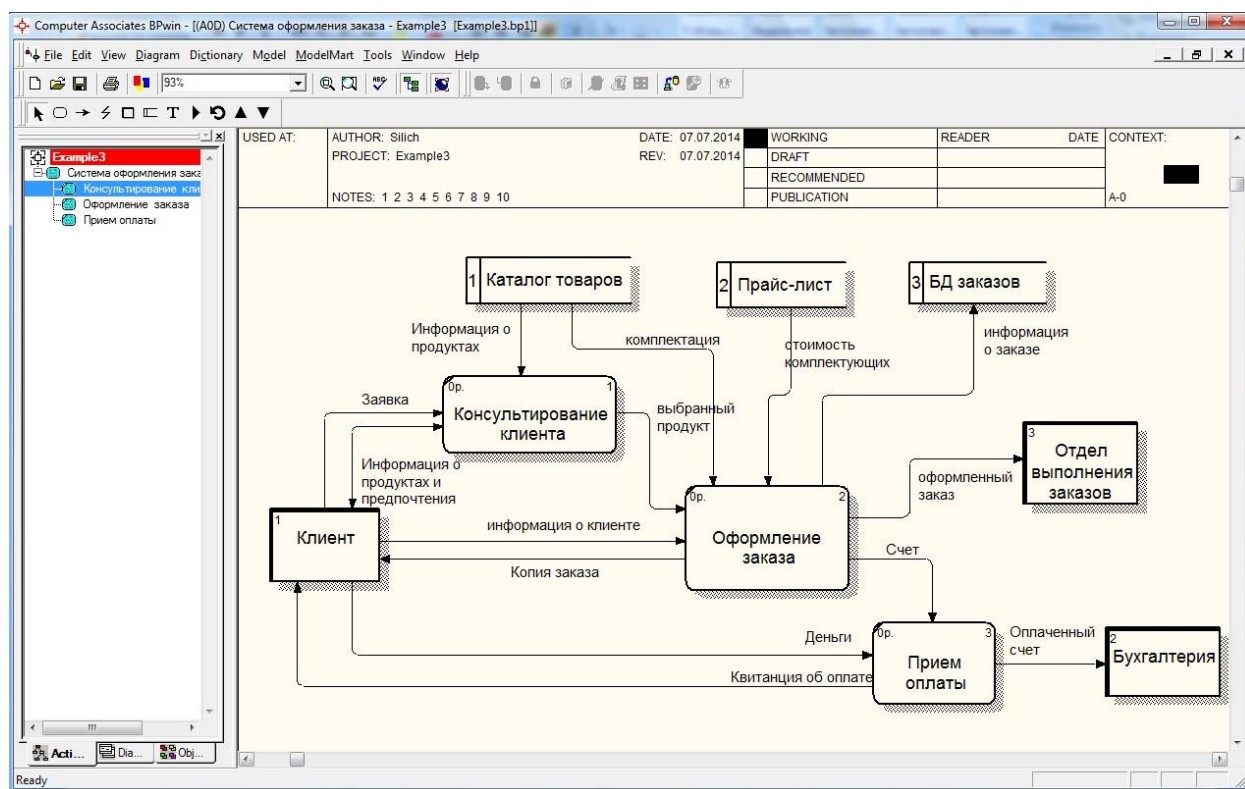 Computer Associates BPwin - [(A0D) Система оформления заказа - Example3 [Example3.bp1]]
File Edit View Diagram Dictionary Model ModelMart Tools Window Help
93%
USED AT:
AUTHOR: Silich
DATE: 07.07.2014
WORKING
READER
DATE
CONTEXT:
PROJECT: Example3
REV: 07.07.2014
DRAFT
RECOMMENDED
NOTES: 1 2 3 4 5 6 7 8 9 10
PUBLICATION
A-0
Example3
Система оформления зака
Консультирование кли
Оформление заказа
Прием оплаты
1 Каталог товаров
2 Прайс-лист
3 БД заказов
Информация о
продуктах
комплектация
стоимость
комплектующих
информация
о заказе
Заявка
0р. 1
Консультирование
клиента
выбранный
продукт
Информация о
продуктах и
предпочтения
3
Отдел
выполнения
заказов
оформленный
заказ
1
Клиент
информация о клиенте
Копия заказа
0р. 2
Оформление
заказа
Счет
Деньги
Квитанция об оплате
0р. 3
Прием
оплаты
Оплаченный
счет
2
Бухгалтерия
Acti...
Dia...
Obj...
Ready